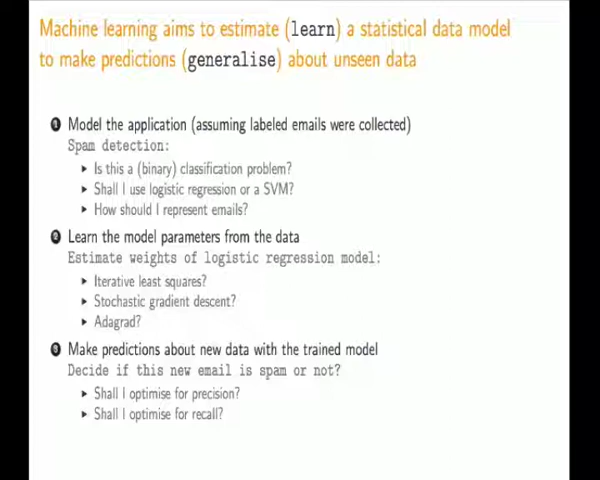 Machine learning aims to estimate (learn) a statistical data model
to make predictions (generalise) about unseen data
1 Model the application (assuming labeled emails were collected)
Spam detection:
▶ Is this a (binary) classification problem?
▶ Shall I use logistic regression or a SVM?
▶ How should I represent emails?
2 Learn the model parameters from the data
Estimate weights of logistic regression model:
▶ Iterative least squares?
▶ Stochastic gradient descent?
▶ Adagrad?
3 Make predictions about new data with the trained model
Decide if this new email is spam or not?
▶ Shall I optimise for precision?
▶ Shall I optimise for recall?